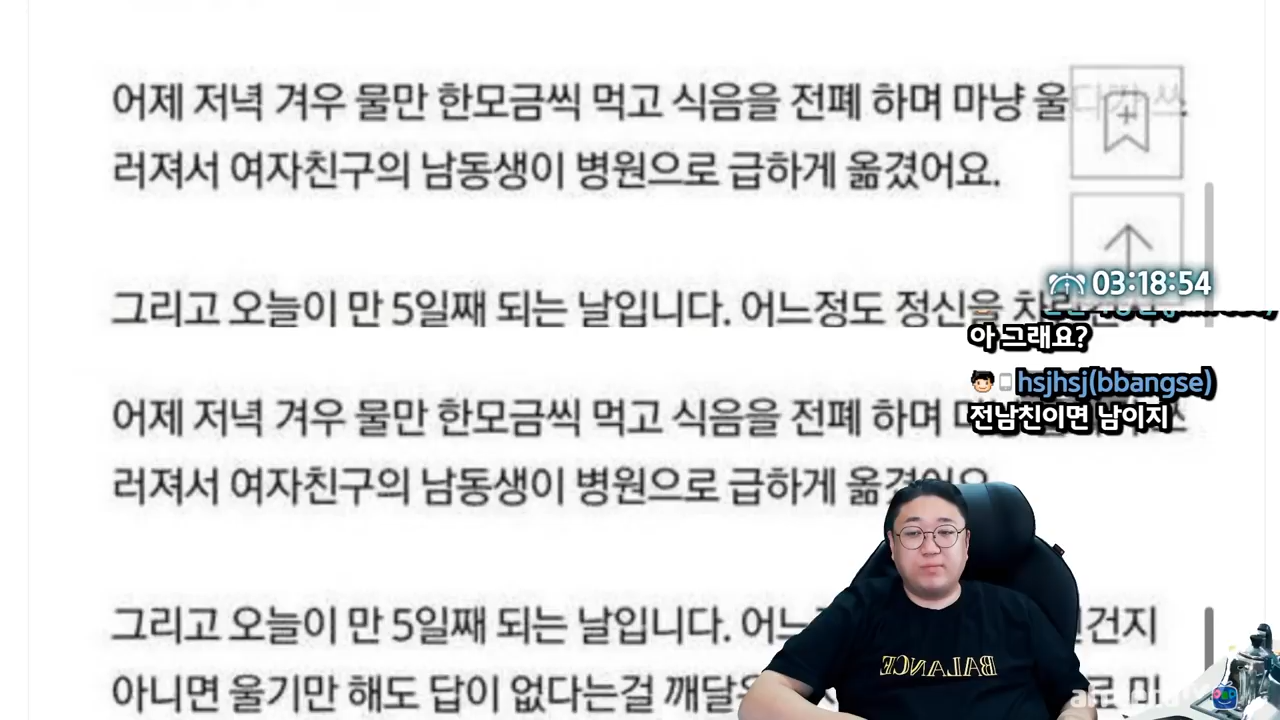 어제 저녁 겨우 물만 한모금씩 먹고 식음을 전폐 하며 마냥 울다가 쓰
러져서 여자친구의 남동생이 병원으로 급하게 옮겼어요.
03:18:54
그리고 오늘이 만 5일째 되는 날입니다. 어느정도 정신을
아 그래요?
hsjhsj(bbangse)
전남친이면 남이지
어제 저녁 겨우 물만 한모금씩 먹고 식음을 전폐 하며
러져서 여자친구의 남동생이 병원으로 급하게 옮겼어요
그리고 오늘이 만 5일째 되는 날입니다.
아니면 울기만 해도 답이 없다는걸
BALANCE